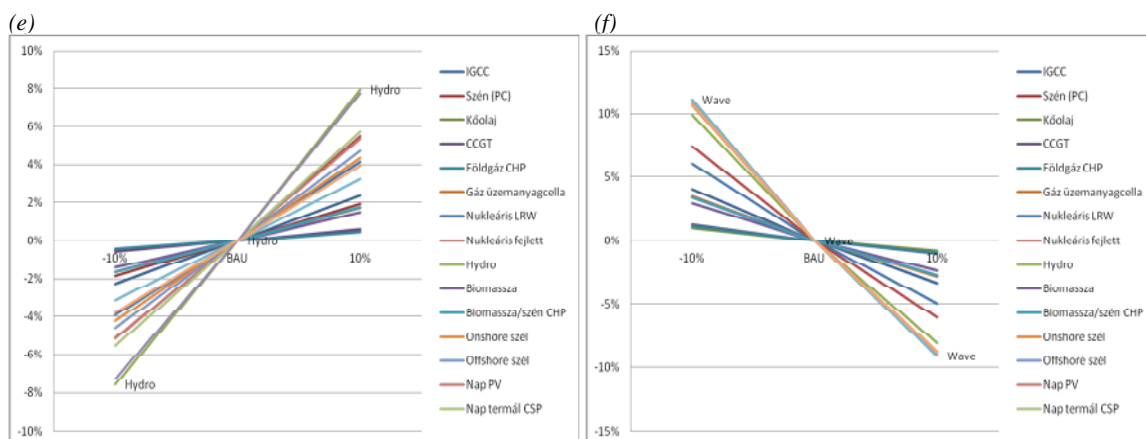 (e)
(f)
10%
8%
6%
4%
2%
0%
-2%
-4%
-6%
-8%
-10%
-10%
BAU
10%
Hydro
Hydro
Hydro
IGCC
Szén (PC)
Kőolaj
CCGT
Földgáz CHP
Gáz üzemanyagcella
Nukleáris LRW
Nukleáris fejlett
Hydro
Biomassza
Biomassza/szén CHP
Onshore szél
Offshore szél
Nap PV
Nap termál CSP
15%
10%
5%
0%
-5%
-10%
-15%
-10%
BAU
10%
Wave
Wave
Wave
IGCC
Szén (PC)
Kőolaj
CCGT
Földgáz CHP
Gáz üzemanyagcella
Nukleáris LRW
Nukleáris fejlett
Hydro
Biomassza
Biomassza/szén CHP
Onshore szél
Offshore szél
Nap PV
Nap termál CSP